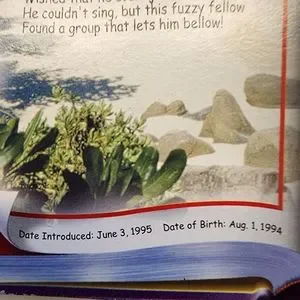 Wished that he
He couldn't sing, but this fuzzy fellow
Found a group that lets him bellow!
Date Introduced: June 3, 1995 Date of Birth: Aug. 1, 1994